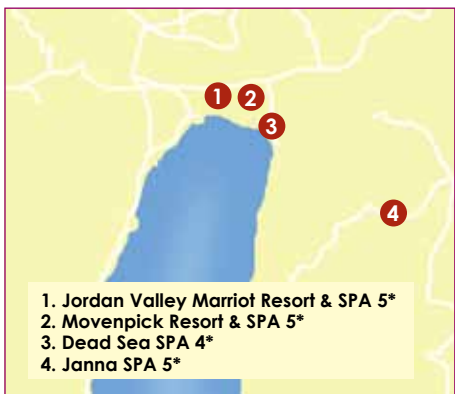 1
2
3
4
1. Jordan Valley Marriot Resort & SPA 5*
2. Movenpick Resort & SPA 5*
3. Dead Sea SPA 4*
4. Janna SPA 5*